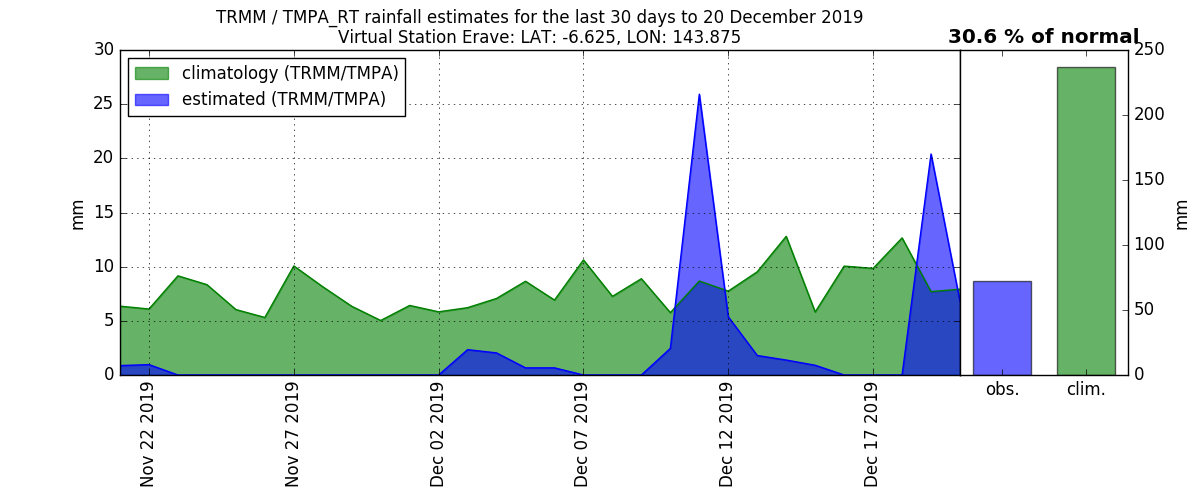 TRMM / TMPA_RT rainfall estimates for the last 30 days to 20 December 2019
Virtual Station Erave: LAT: -6.625, LON: 143.875
30.6 % of normal
climatology (TRMM/TMPA)
estimated (TRMM/TMPA)
30
25
20
15
10
5
0
mm
Nov 22 2019
Nov 27 2019
Dec 02 2019
Dec 07 2019
Dec 12 2019
Dec 17 2019
obs.
clim.
250
200
150
100
50
0
mm